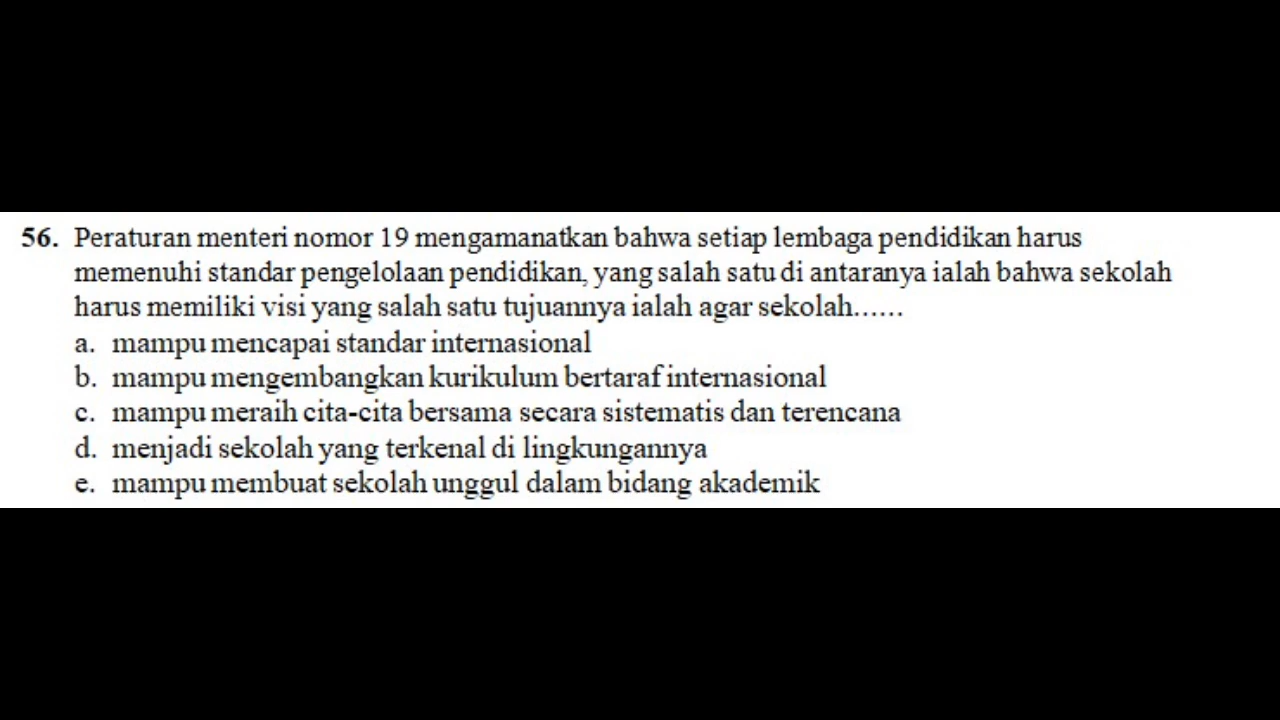 56. Peraturan menteri nomor 19 mengamanatkan bahwa setiap lembaga pendidikan harus
memenuhi standar pengelolaan pendidikan, yang salah satu di antaranya ialah bahwa sekolah
harus memiliki visi yang salah satu tujuannya ialah agar sekolah......
a. mampu mencapai standar internasional
b. mampu mengembangkan kurikulum bertaraf internasional
c. mampu meraih cita-cita bersama secara sistematis dan terencana
d. menjadi sekolah yang terkenal di lingkungannya
e. mampu membuat sekolah unggul dalam bidang akademik